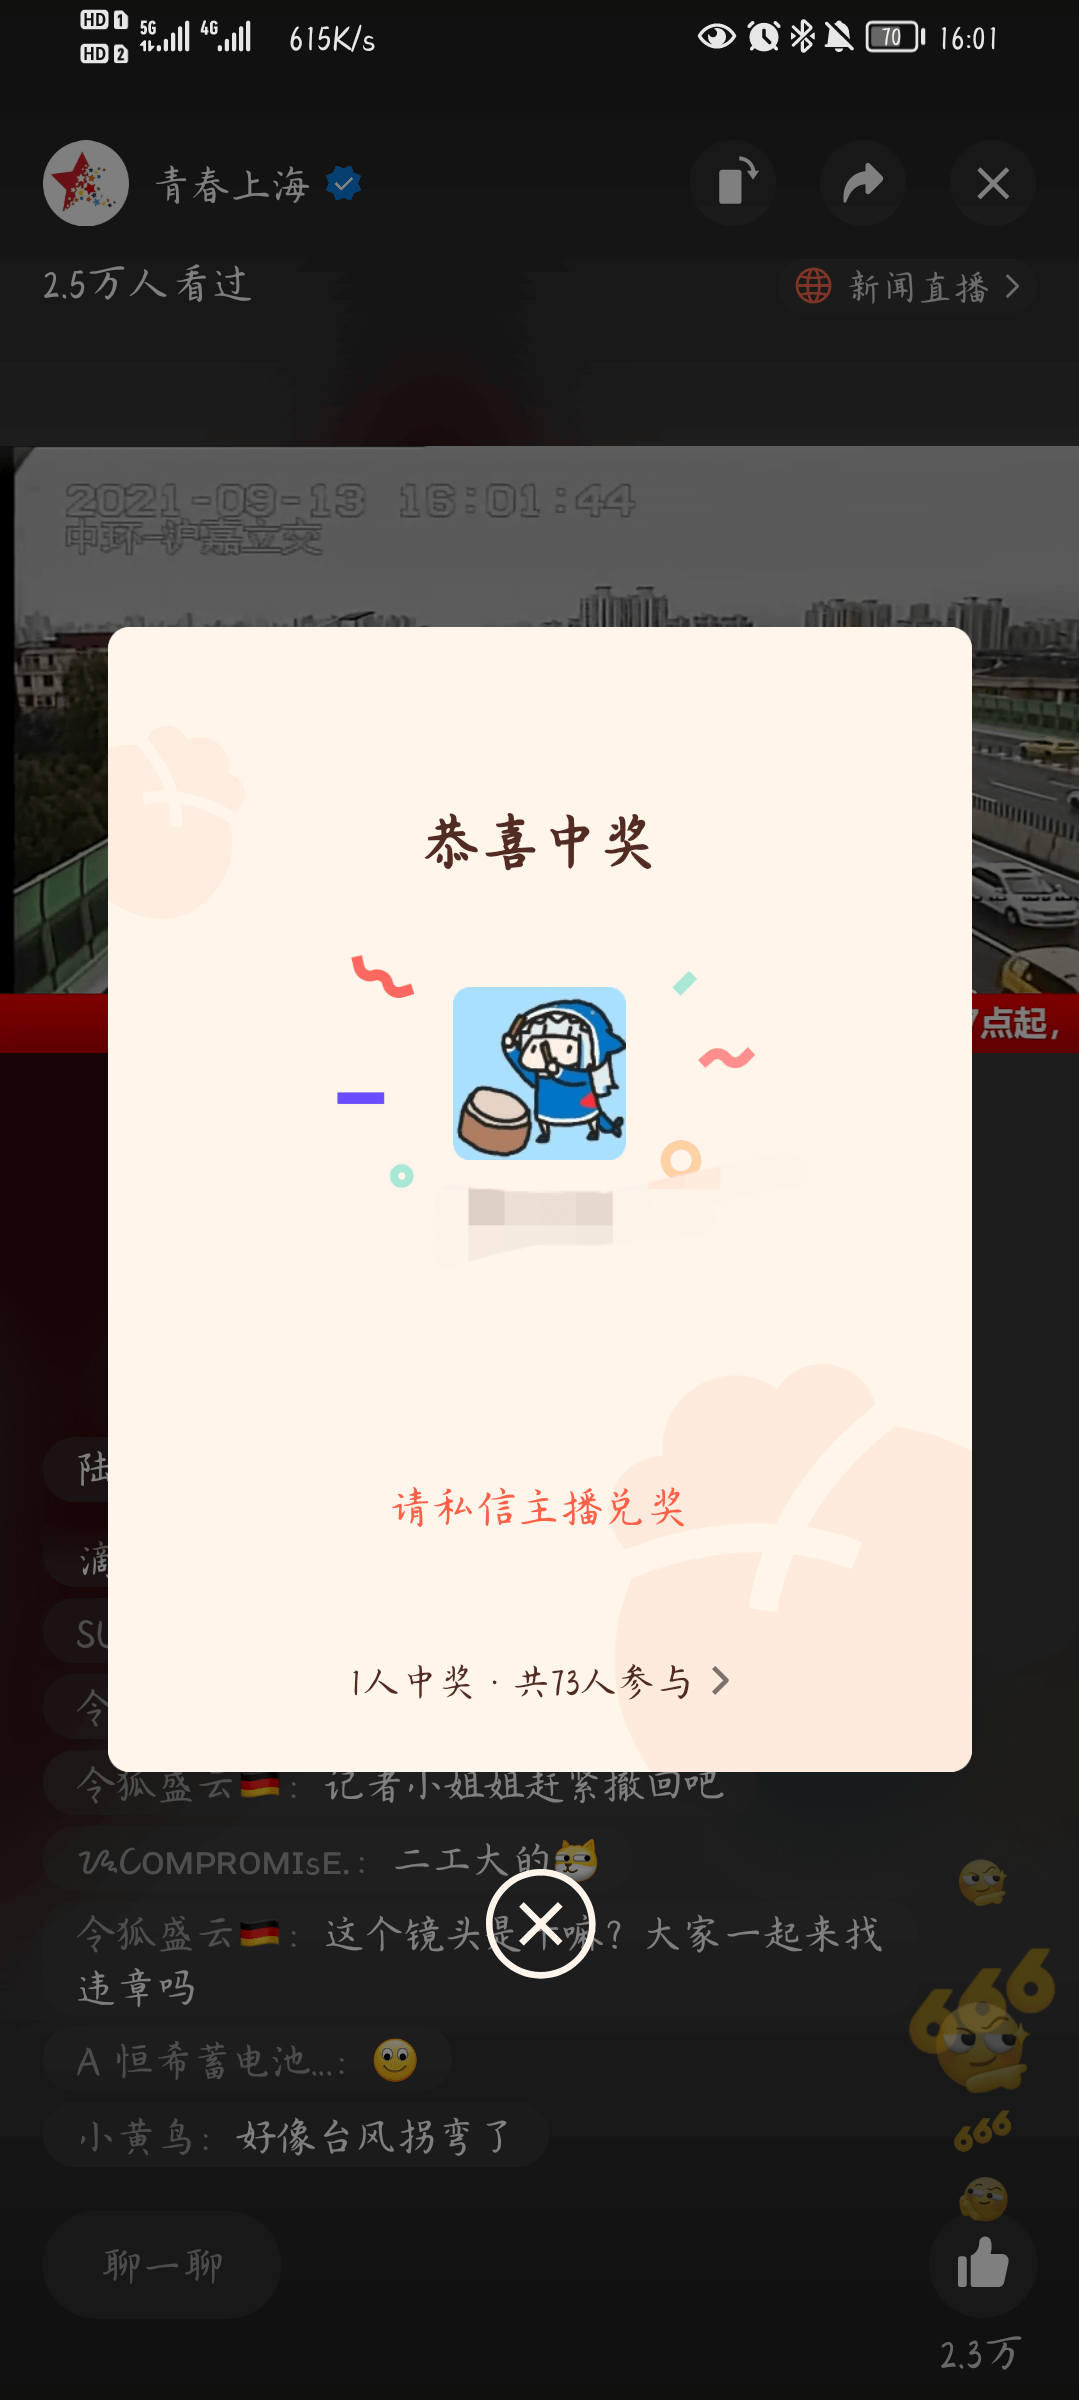 HD 1 5G 4G 615K/s 70 16:01
HD 2
青春上海
2.5万人看过 新闻直播
2021-09-13 16:01:44
中环-沪嘉立交
恭喜中奖
7点起,
陆
请私信主播兑奖
滴
SU
令
1人中奖 · 共73人参与
令狐盛云🇩🇪: 记者小姐姐赶紧撤回吧
COMPROMIsE.: 二工大的
令狐盛云🇩🇪: 这个镜头是干嘛? 大家一起来找
违章吗
A 恒希蓄电池...:
小黄鸟: 好像台风拐弯了
666
666
聊一聊
2.3万